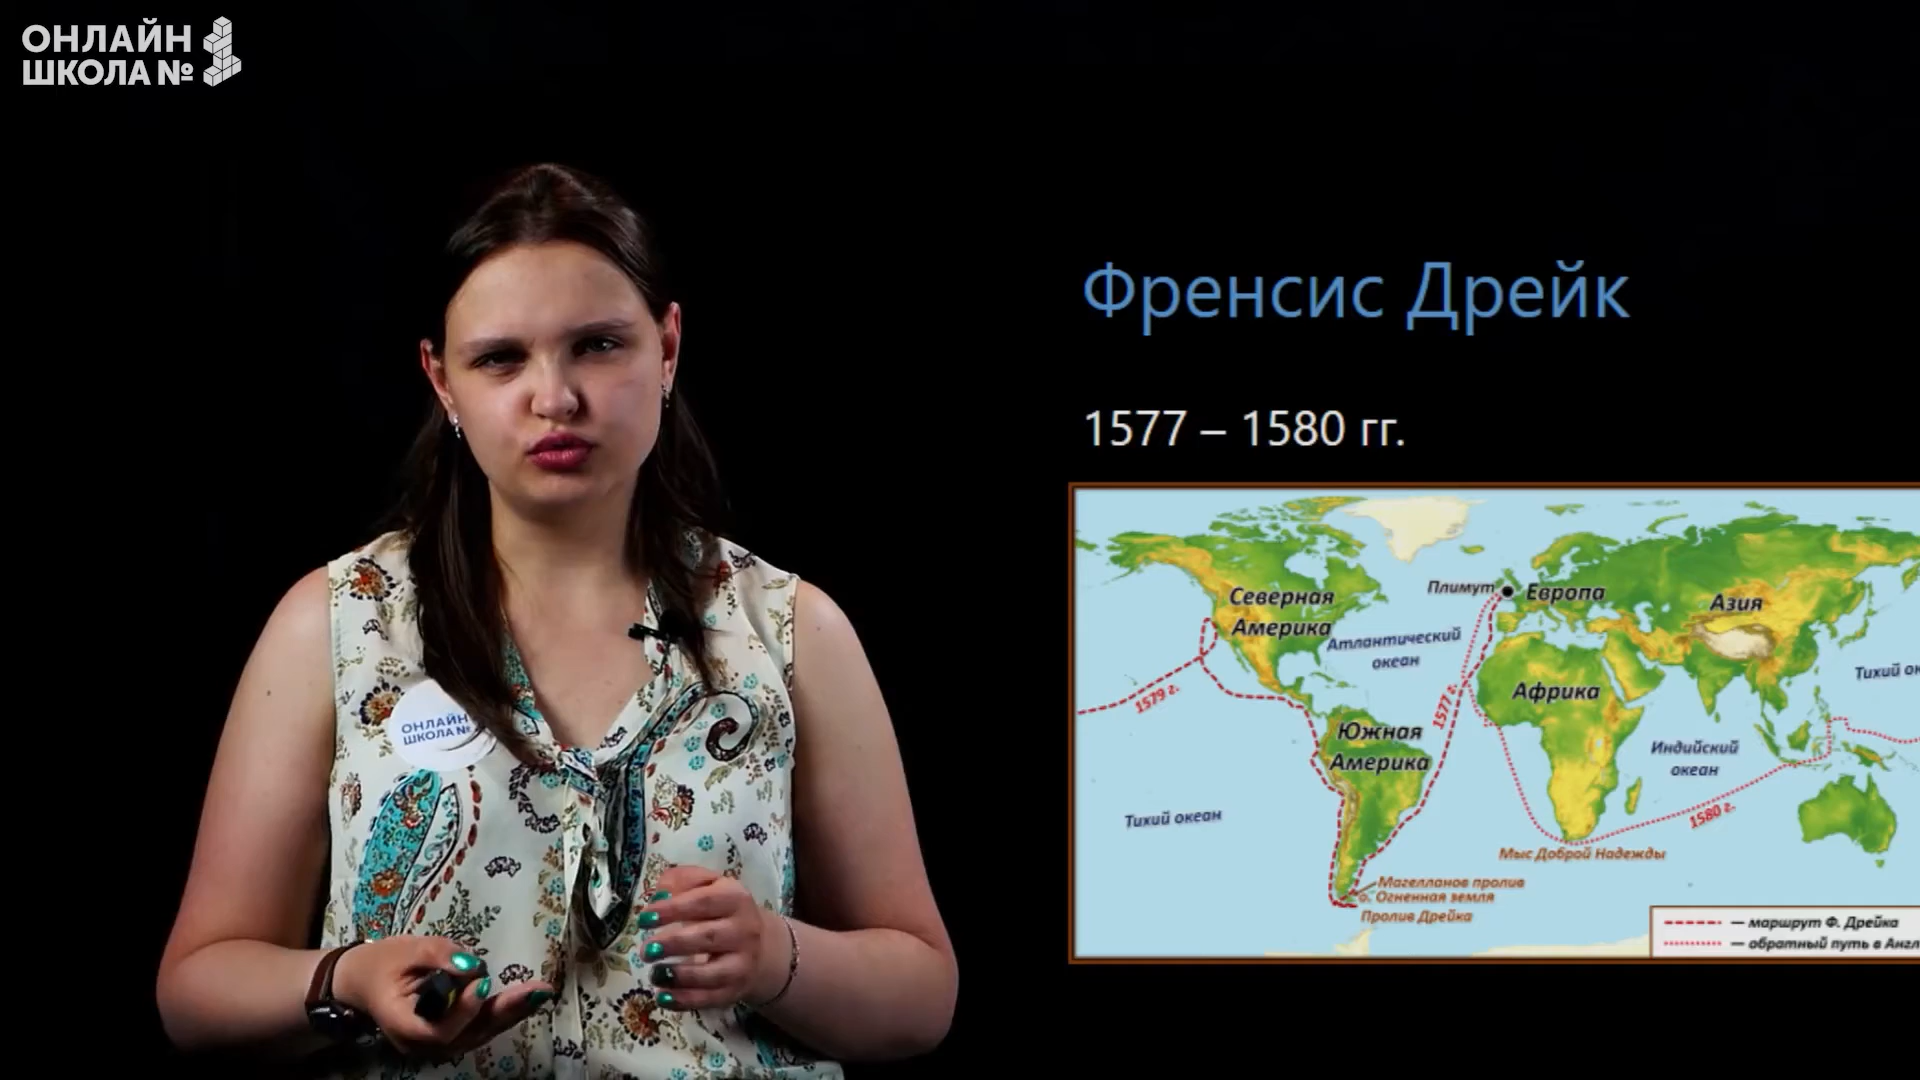 ОНЛАЙН
ШКОЛА №
Френсис Дрейк
1577 – 1580 гг.
Плимут
Европа
Северная
Америка
Азия
Атлантический
океан
Тихий
1579 г.
1577 г.
Африка
Южная
Америка
Индийский
океан
Тихий океан
1580 г.
Мыс Доброй Надежды
Магелланов пролив
о. Огненная земля
Пролив Дрейка
— маршрут Ф. Дрейка
— обратный путь в
ОНЛАЙН
ШКОЛА №